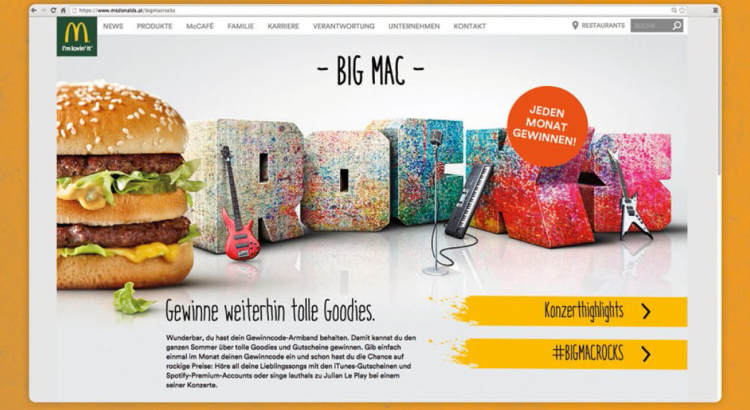 https://www.mcdonalds.at/bigmacrocks
M
i'm lovin' it
NEWS PRODUKTE McCAFÉ FAMILIE KARRIERE VERANTWORTUNG UNTERNEHMEN KONTAKT RESTAURANTS SUCHE
- BIG MAC -
ROCKS
JEDEN
MONAT
GEWINNEN!
Gewinne weiterhin tolle Goodies.
Wunderbar, du hast dein Gewinncode-Armband behalten. Damit kannst du den
ganzen Sommer über tolle Goodies und Gutscheine gewinnen. Gib einfach
einmal im Monat deinen Gewinncode ein und schon hast du die Chance auf
rockige Preise: Höre all deine Lieblingssongs mit den iTunes-Gutscheinen und
Spotify-Premium-Accounts oder singe lauthals zu Julian Le Play bei einem
seiner Konzerte.
Konzerthighlights
#BIGMACROCKS